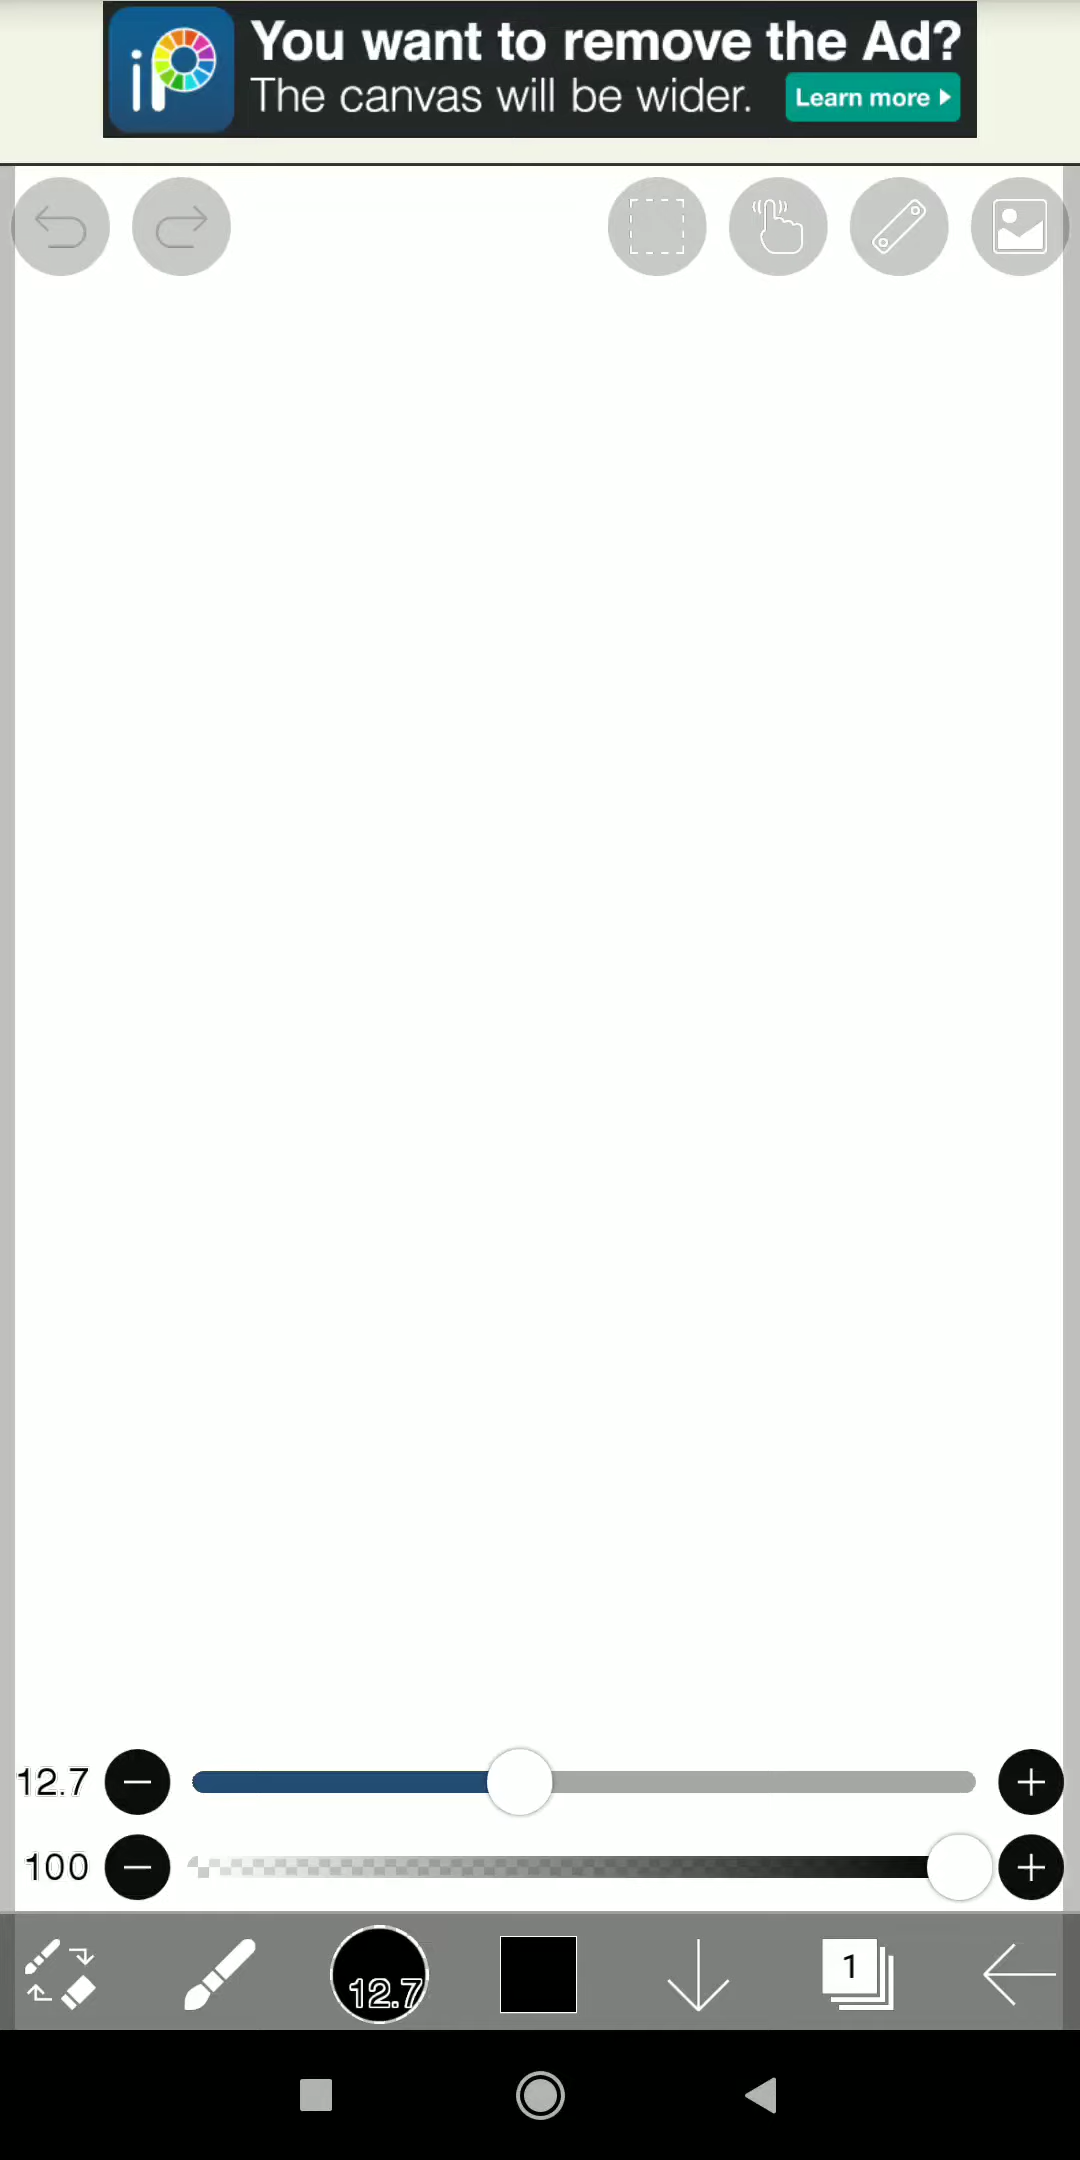 iP
You want to remove the Ad?
The canvas will be wider.
Learn more
12.7
100
12.7
1